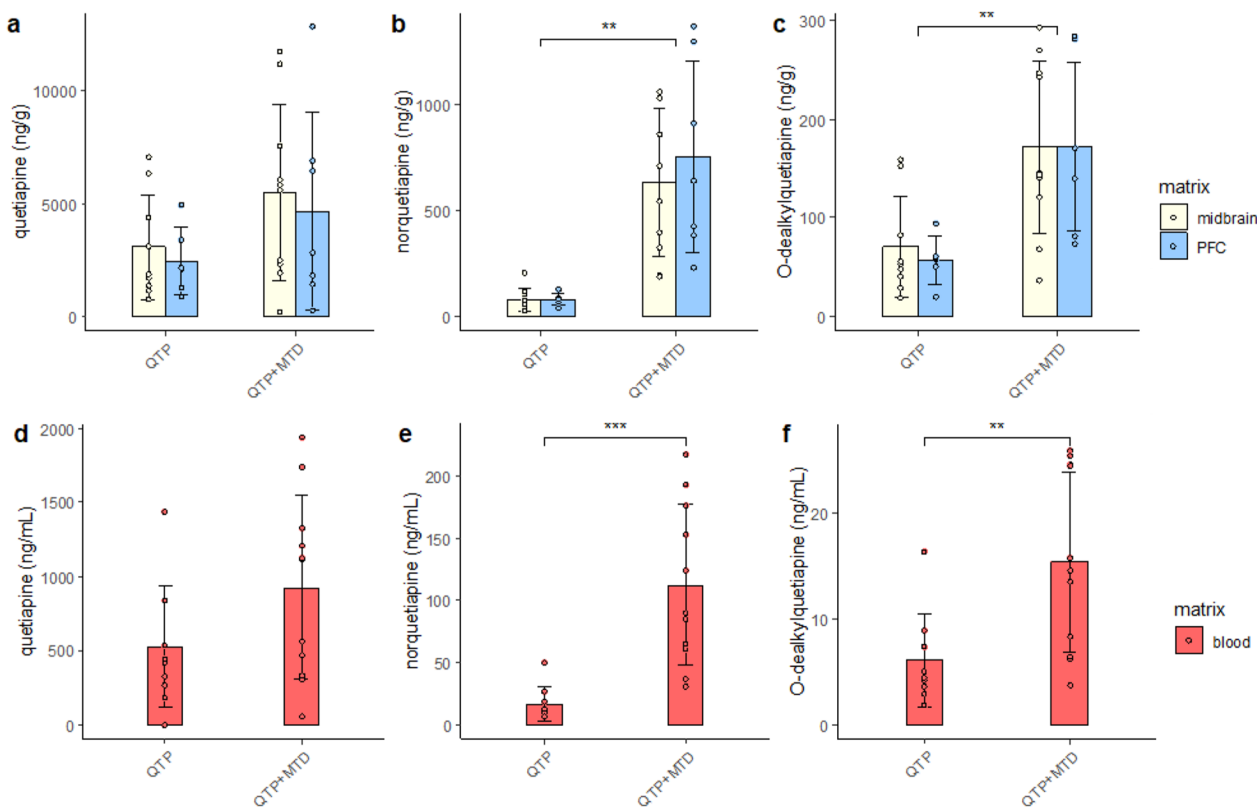 a
quetiapine (ng/g)
10000
5000
0
QTP
QTP+MTD
b
**
norquetiapine (ng/g)
1000
500
0
QTP
QTP+MTD
c
**
O-dealkylquetiapine (ng/g)
300
200
100
0
QTP
QTP+MTD
matrix
midbrain
PFC
d
quetiapine (ng/mL)
2000
1500
1000
500
0
QTP
QTP+MTD
e
***
norquetiapine (ng/mL)
200
150
100
50
0
QTP
QTP+MTD
f
**
O-dealkylquetiapine (ng/mL)
20
10
0
QTP
QTP+MTD
matrix
blood